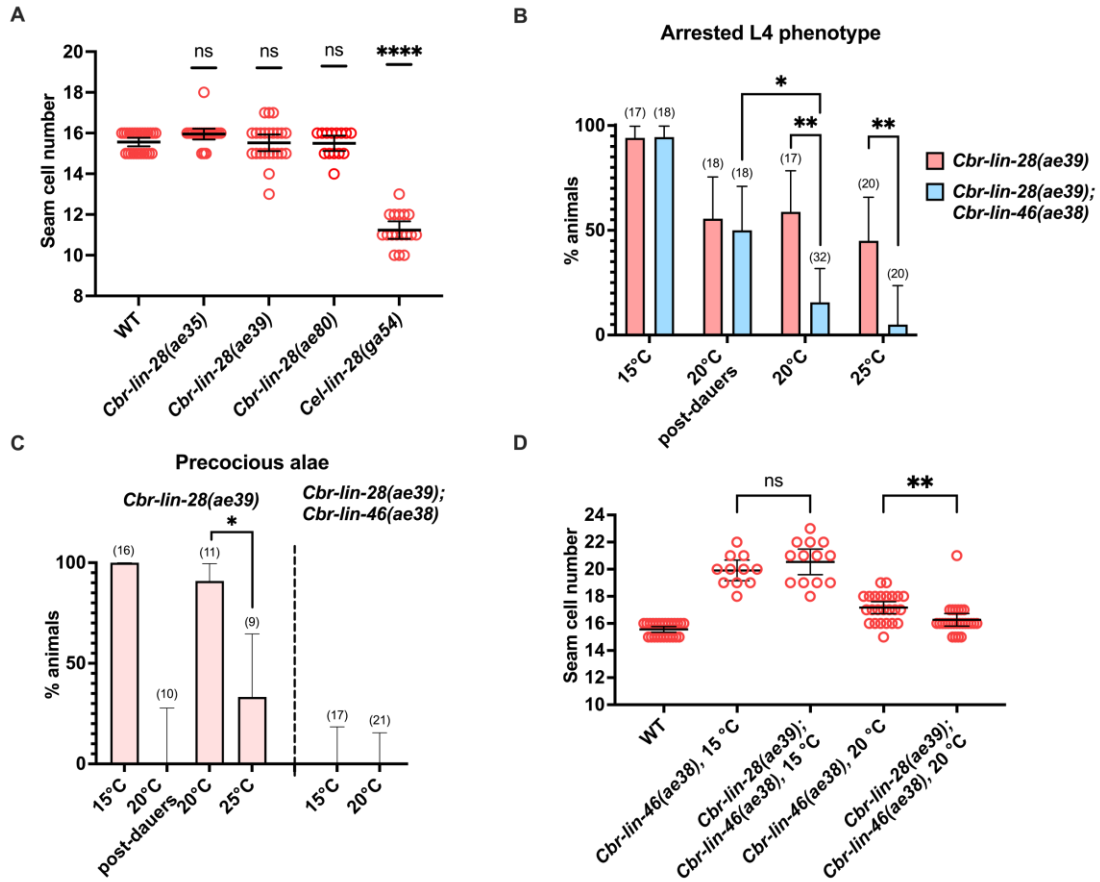 A
Seam cell number
20
18
16
14
12
10
8
ns
ns
ns
****
WT
Cbr-lin-28(ae35)
Cbr-lin-28(ae39)
Cbr-lin-28(ae80)
Cel-lin-28(ga54)
B
Arrested L4 phenotype
% animals
100
50
0
(17)
(18)
(18)
(18)
(17)
(32)
(20)
(20)
*
**
**
15°C
20°C
post-dauers
20°C
25°C
Cbr-lin-28(ae39)
Cbr-lin-28(ae39);
Cbr-lin-46(ae38)
C
Precocious alae
Cbr-lin-28(ae39)
Cbr-lin-28(ae39);
Cbr-lin-46(ae38)
% animals
100
50
0
(16)
(10)
(11)
(9)
(17)
(21)
*
15°C
20°C
post-dauers
20°C
25°C
15°C
20°C
D
Seam cell number
24
22
20
18
16
14
12
10
ns
**
WT
Cbr-lin-46(ae38), 15 °C
Cbr-lin-28(ae39);
Cbr-lin-46(ae38), 15 °C
Cbr-lin-46(ae38), 20 °C
Cbr-lin-28(ae39);
Cbr-lin-46(ae38), 20 °C